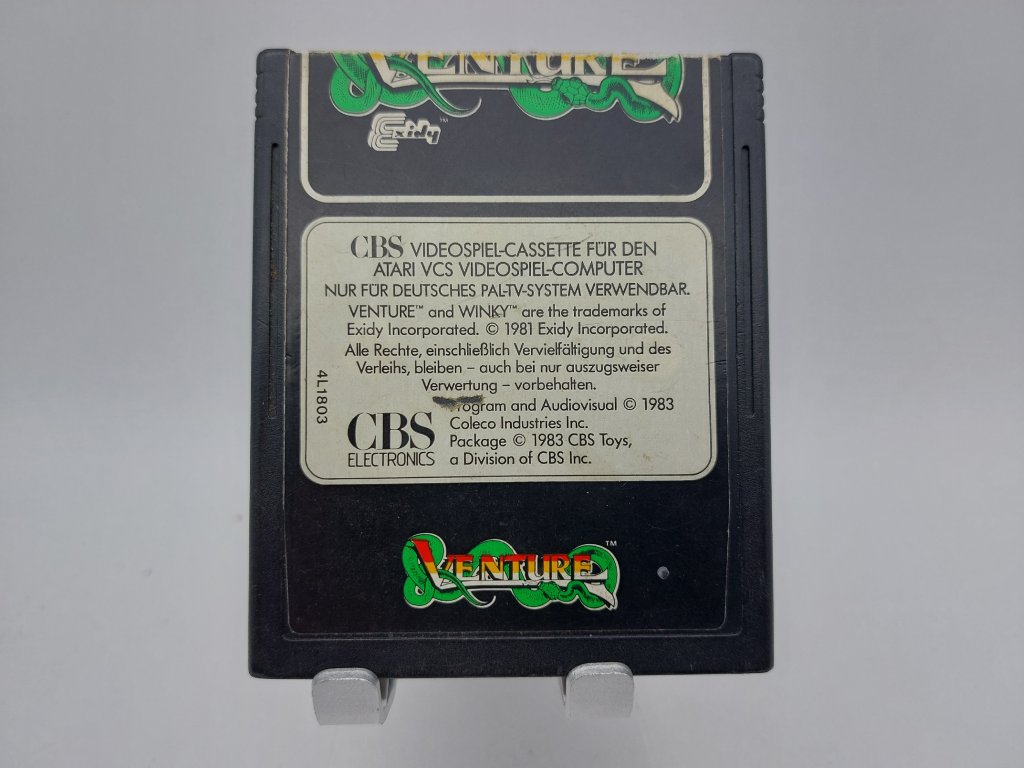 VENTURE
Exidy™
CBS VIDEOSPIEL-CASSETTE FÜR DEN
ATARI VCS VIDEOSPIEL-COMPUTER
NUR FÜR DEUTSCHES PAL-TV-SYSTEM VERWENDBAR.
VENTURE™ and WINKY™ are the trademarks of
Exidy Incorporated. © 1981 Exidy Incorporated.
Alle Rechte, einschließlich Vervielfältigung und des
Verleihs, bleiben – auch bei nur auszugsweiser
Verwertung – vorbehalten.
Program and Audiovisual © 1983
Coleco Industries Inc.
Package © 1983 CBS Toys,
a Division of CBS Inc.
CBS
ELECTRONICS
4L1803
VENTURE™